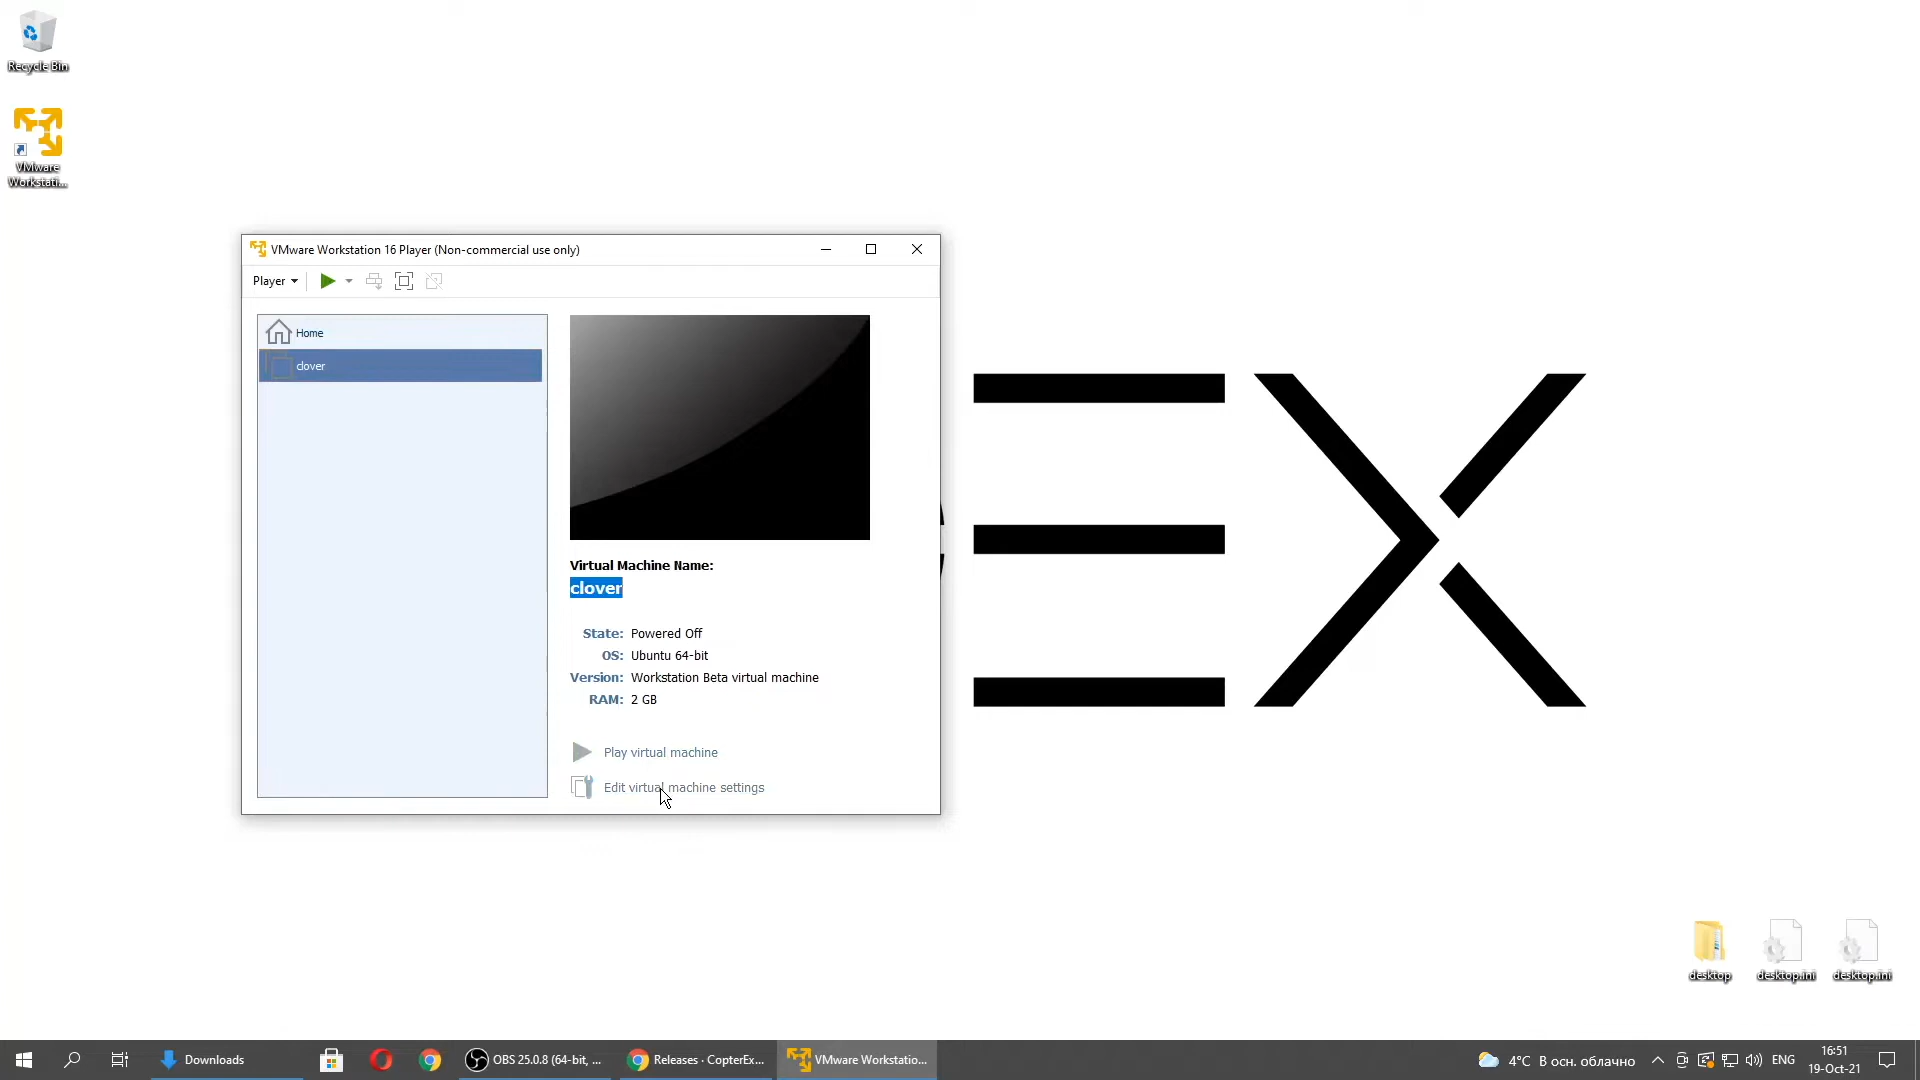 Recycle Bin
VMware
Workstati...
VMware Workstation 16 Player (Non-commercial use only)
Player
Home
clover
Virtual Machine Name:
clover
State: Powered Off
OS: Ubuntu 64-bit
Version: Workstation Beta virtual machine
RAM: 2 GB
Play virtual machine
Edit virtual machine settings
EX
desktop
desktop.ini
desktop.ini
Downloads
OBS 25.0.8 (64-bit, ...
Releases · CopterEx...
VMware Workstatio...
4°C В осн. облачно
ENG
16:51
19-Oct-21